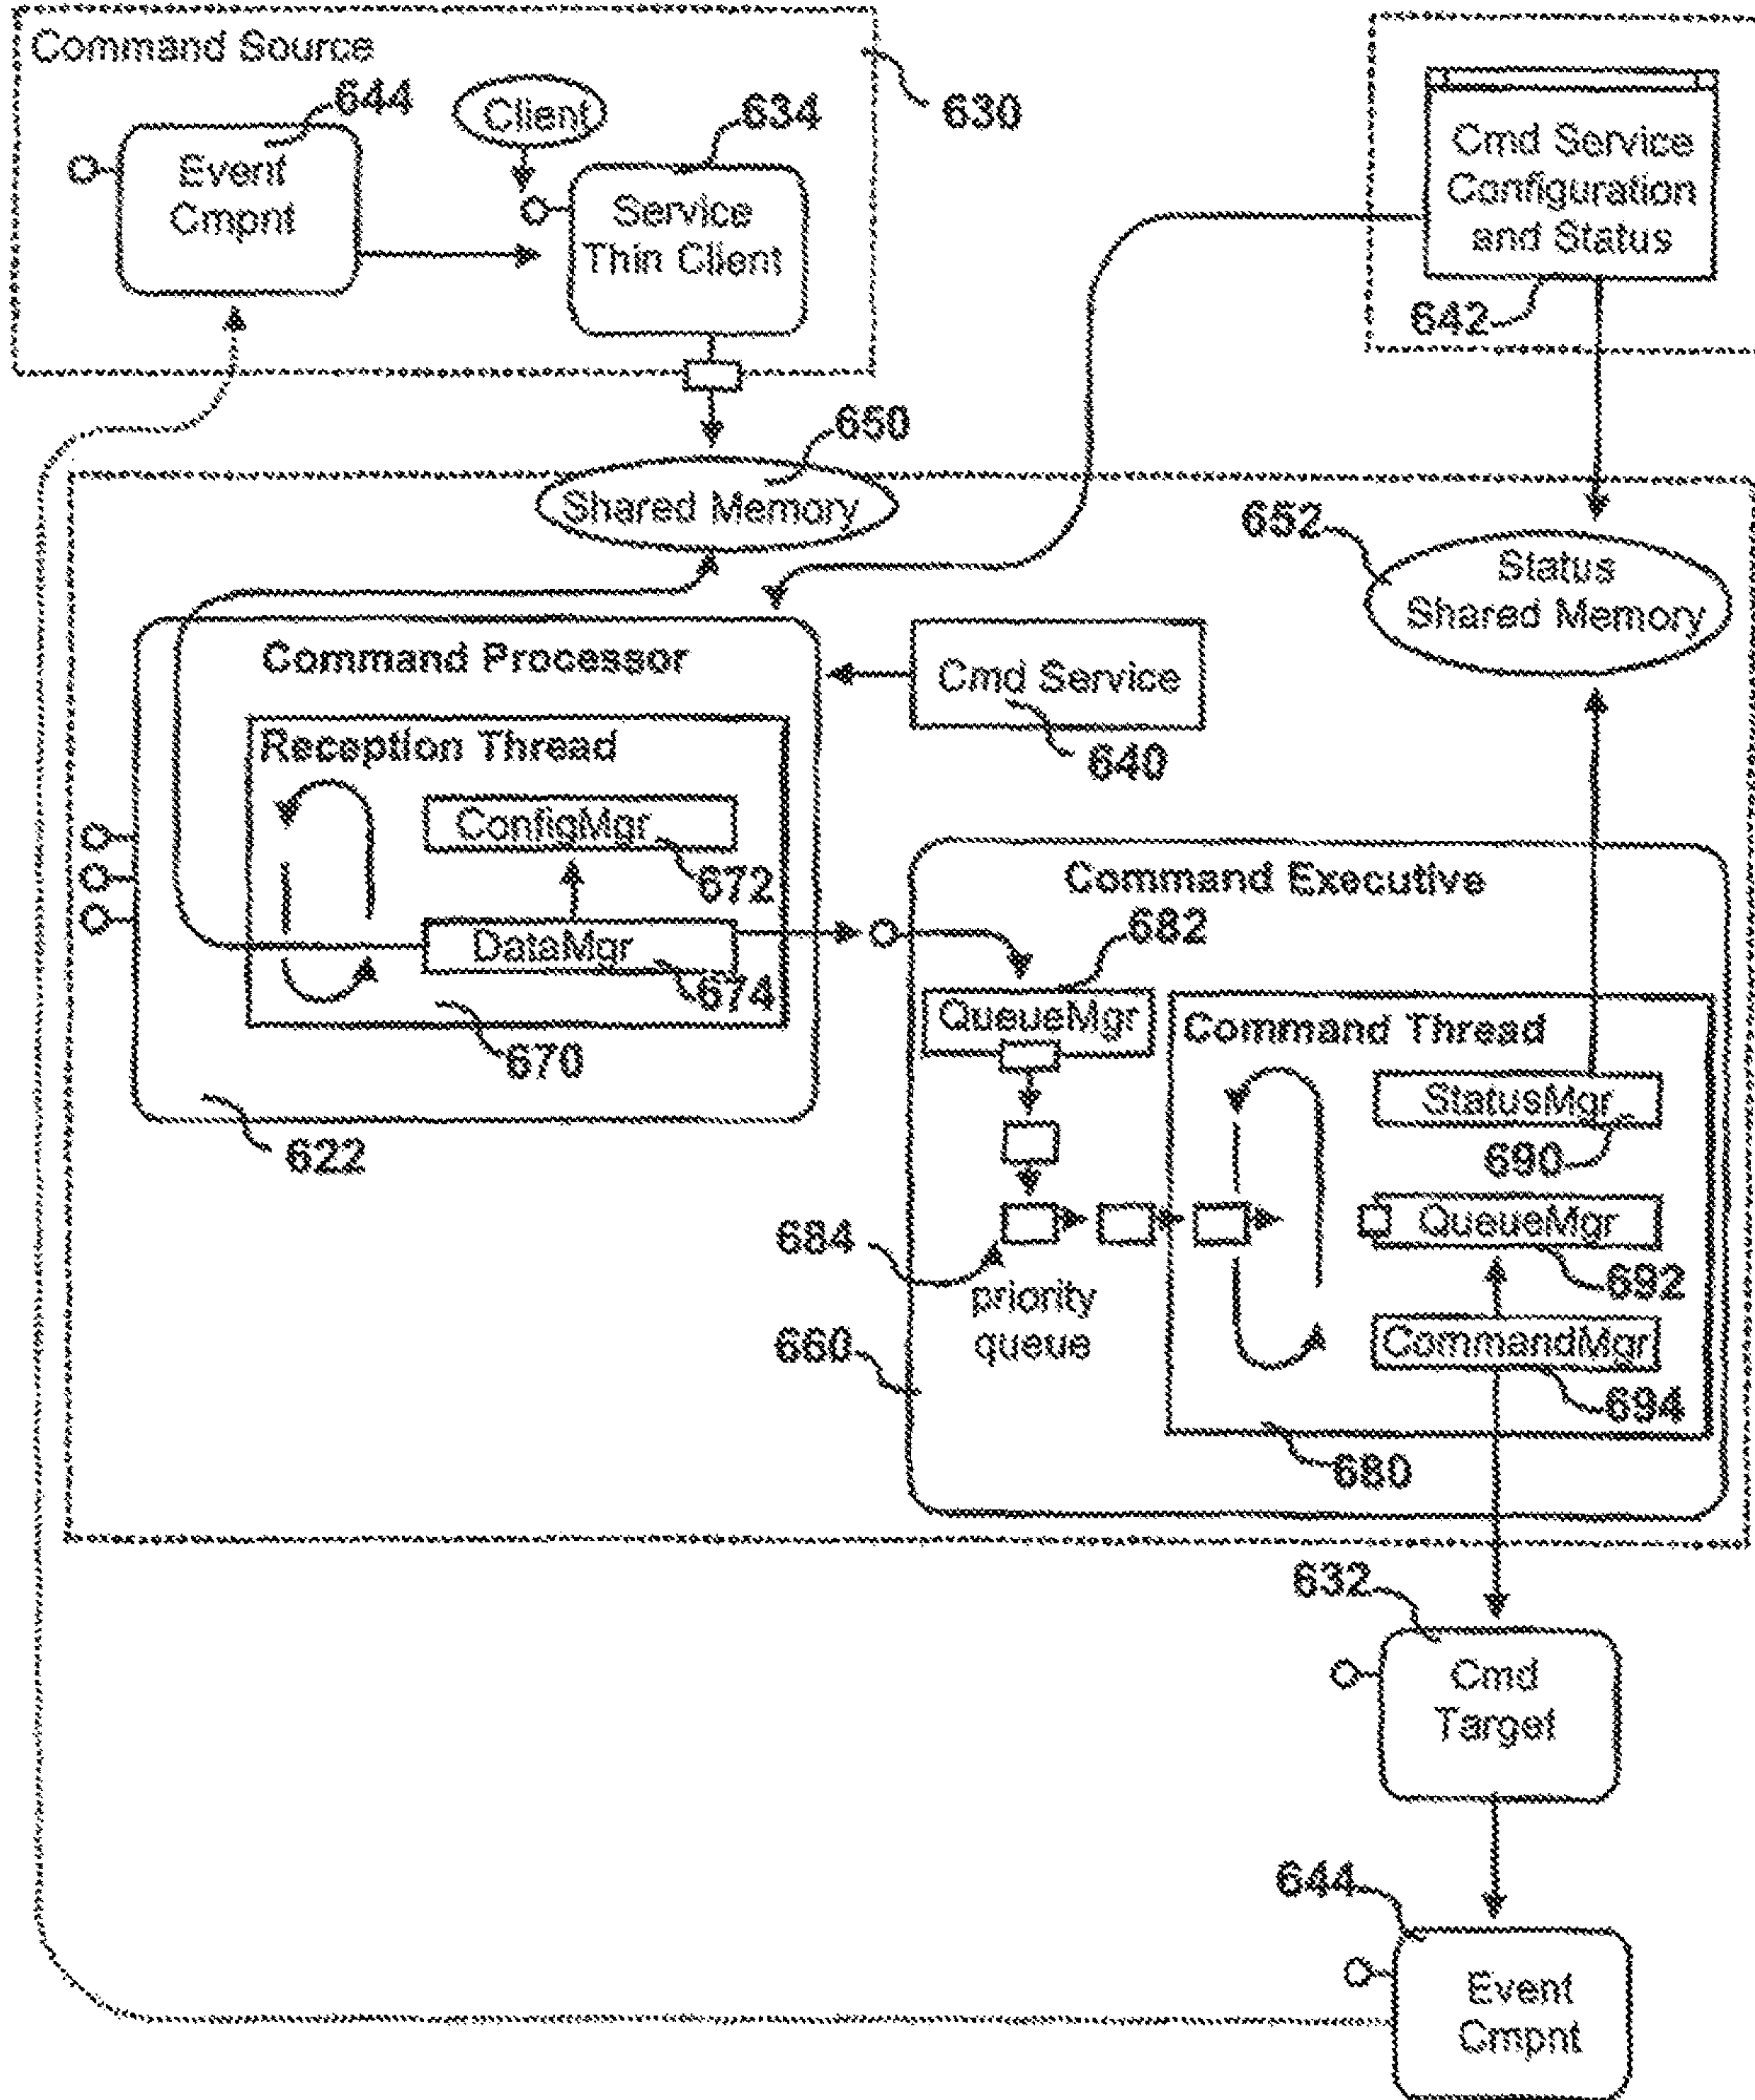 Command Source
644
Client
634
630
Event
Cmpnt
Service
Thin Client
Cmd Service
Configuration
and Status
642
650
Shared Memory
652
Status
Shared Memory
Command Processor
Cmd Service
640
Reception Thread
ConfigMgr
672
DataMgr
674
670
622
Command Executive
682
QueueMgr
Command Thread
StatusMgr
690
QueueMgr
692
684
priority
queue
660
CommandMgr
694
680
632
Cmd
Target
644
Event
Cmpnt